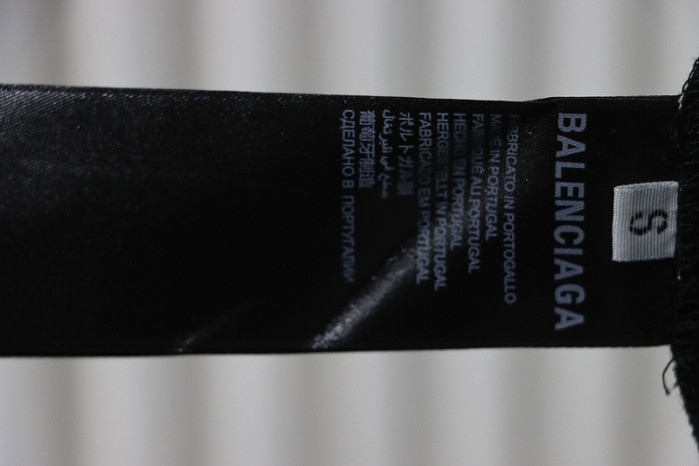 S
BALENCIAGA
FABBRICATO IN PORTOGALLO
MADE IN PORTUGAL
FABRIQUÉ AU PORTUGAL
HECHO EN PORTUGAL
HERGESTELLT IN PORTUGAL
FABRICADO EM PORTUGAL
ポルトガル製
صنع في البرتغال
葡萄牙制造
СДЕЛАНО В ПОРТУГАЛИИ